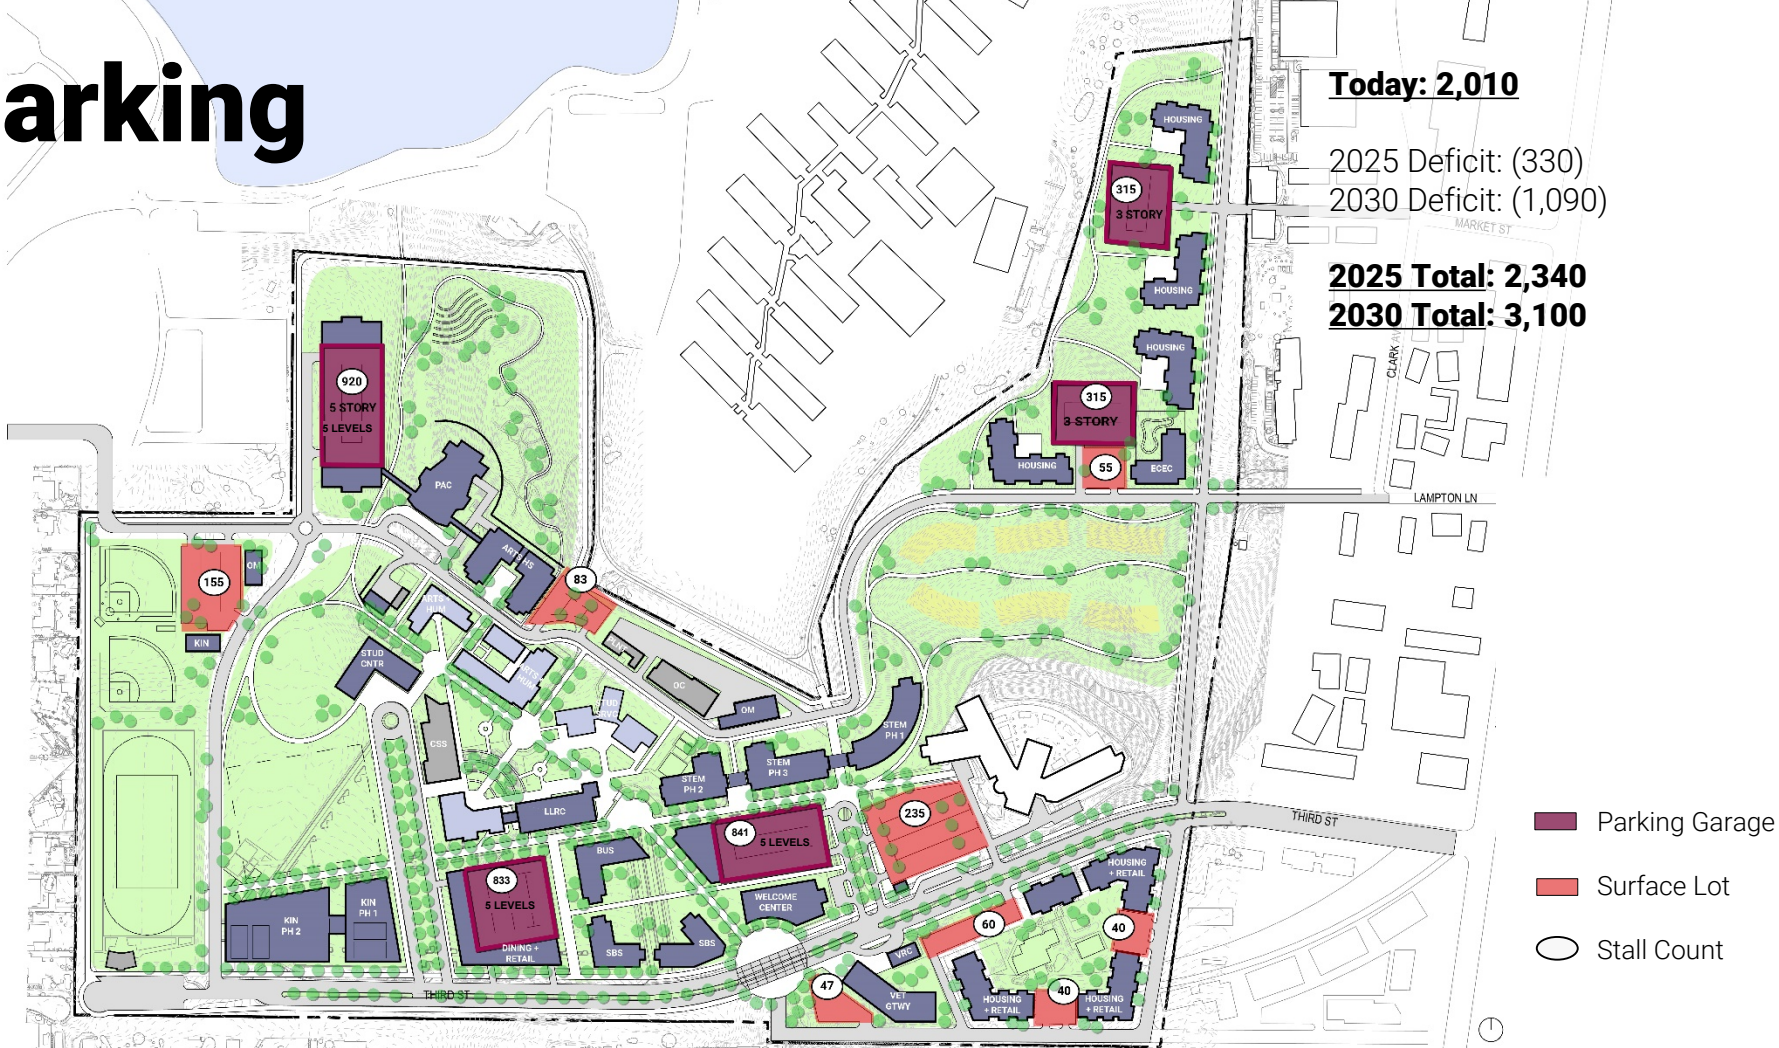 arking
Today: 2,010
2025 Deficit: (330)
2030 Deficit: (1,090)
2025 Total: 2,340
2030 Total: 3,100
MARKET ST
CLARK
HOUSING
315
3 STORY
HOUSING
HOUSING
315
3 STORY
HOUSING
55
ECEC
LAMPTON LN
920
5 STORY
5 LEVELS
PAC
ARTS HS
83
155
OM
KIN
ARTS
HUM
STUD
CNTR
ARTS
HUM
DC
OM
STUD
CSS
STEM
PH 1
STEM
PH 3
STEM
PH 2
LLRC
235
841
5 LEVELS
BUS
833
5 LEVELS
DINING +
RETAIL
WELCOME
CENTER
KIN
PH 2
KIN
PH 1
SBS
SBS
VRC
60
HOUSING
+ RETAIL
40
47
VET
GTWY
HOUSING
+ RETAIL
40
HOUSING
+ RETAIL
THIRD ST
THIRD ST
Parking Garage
Surface Lot
Stall Count